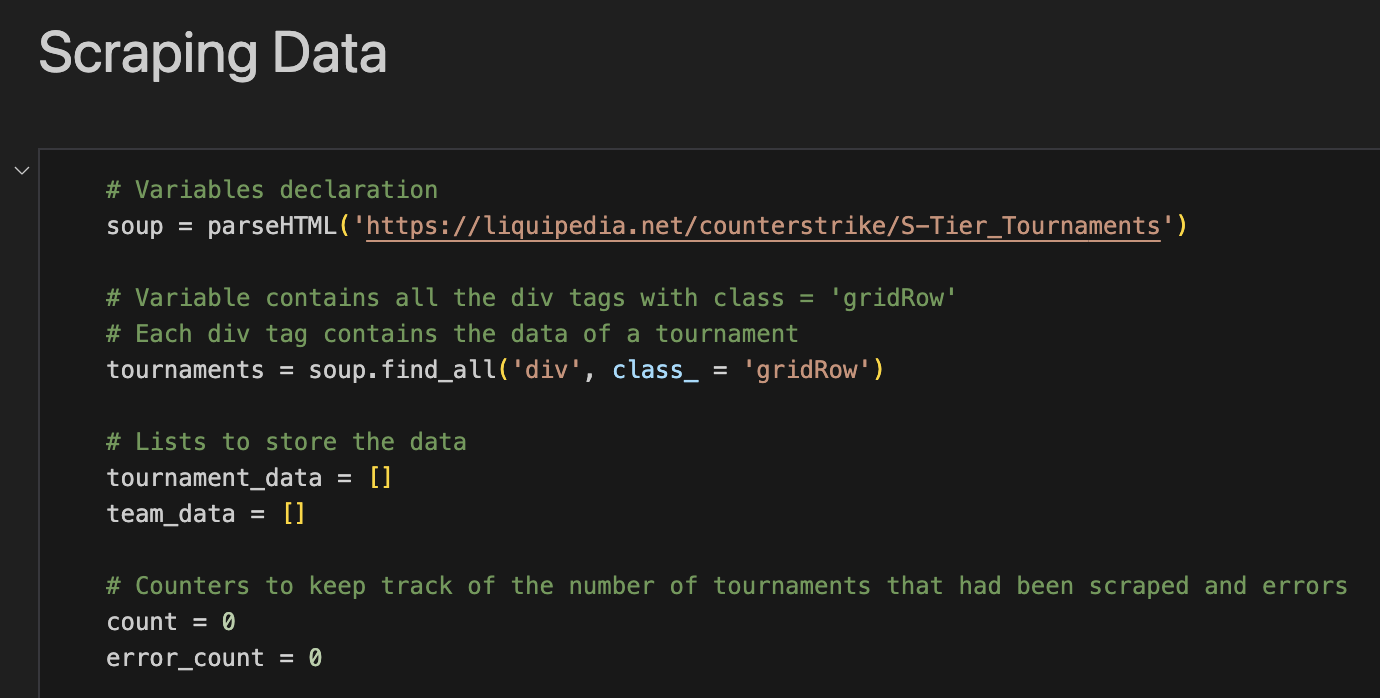 Scraping Data
# Variables declaration
soup = parseHTML('https://liquipedia.net/counterstrike/S-Tier_Tournaments')
# Variable contains all the div tags with class = 'gridRow'
# Each div tag contains the data of a tournament
tournaments = soup.find_all('div', class_ = 'gridRow')
# Lists to store the data
tournament_data = []
team_data = []
# Counters to keep track of the number of tournaments that had been scraped and errors
count = 0
error_count = 0